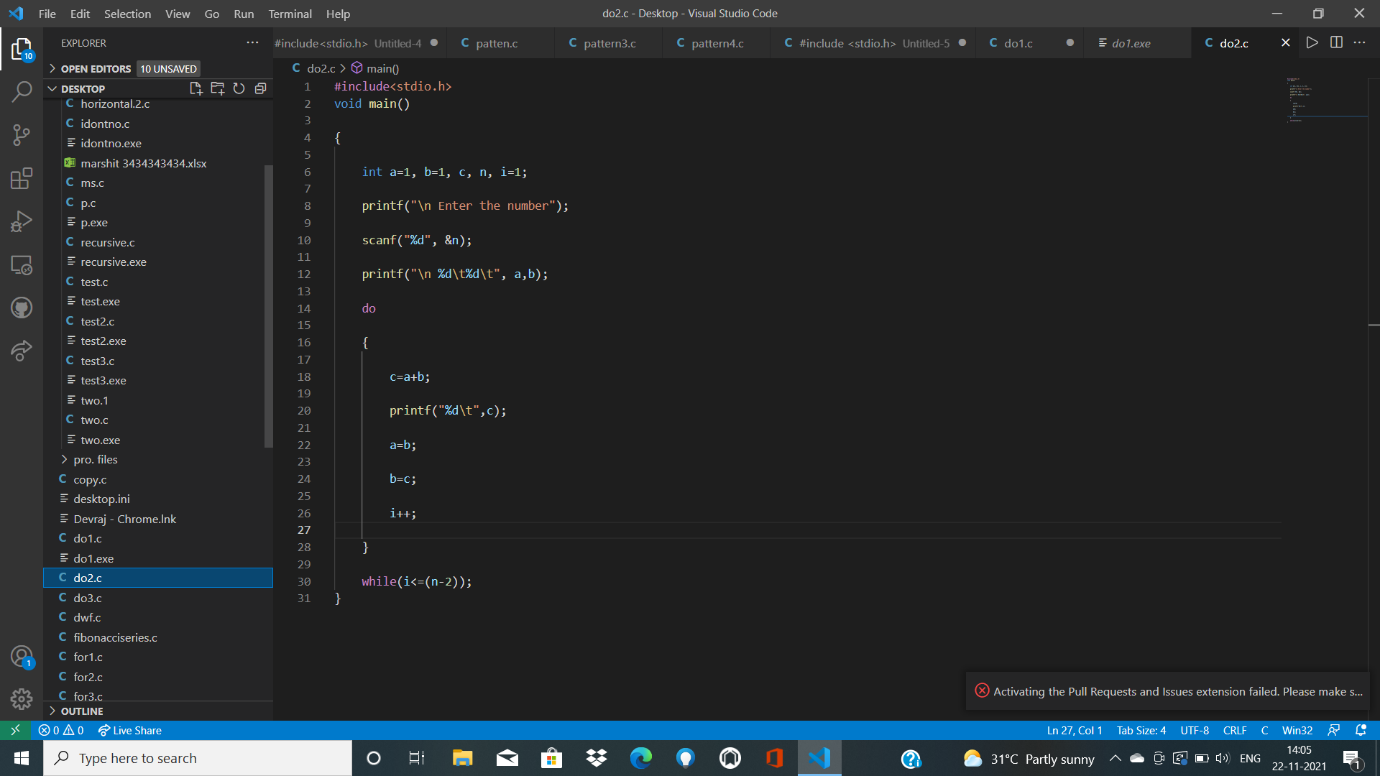 File Edit Selection View Go Run Terminal Help do2.c - Desktop - Visual Studio Code
10
EXPLORER
#include<stdio.h> Untitled-4 patten.c pattern3.c pattern4.c #include <stdio.h> Untitled-5 do1.c do1.exe do2.c
OPEN EDITORS 10 UNSAVED
DESKTOP
horizontal.2.c
idontno.c
idontno.exe
marshit 3434343434.xlsx
ms.c
p.c
p.exe
recursive.c
recursive.exe
test.c
test.exe
test2.c
test2.exe
test3.c
test3.exe
two.1
two.c
two.exe
pro. files
copy.c
desktop.ini
Devraj - Chrome.lnk
do1.c
do1.exe
do2.c
do3.c
dwf.c
fibonacciseries.c
for1.c
for2.c
for3.c
OUTLINE
1
do2.c > main()
1 #include<stdio.h>
2 void main()
3
4 {
5
6 int a=1, b=1, c, n, i=1;
7
8 printf("\n Enter the number");
9
10 scanf("%d", &n);
11
12 printf("\n %d\t%d\t", a,b);
13
14 do
15
16 {
17
18 c=a+b;
19
20 printf("%d\t",c);
21
22 a=b;
23
24 b=c;
25
26 i++;
27
28 }
29
30 while(i<=(n-2));
31 }
Activating the Pull Requests and Issues extension failed. Please make s...
0 0 Live Share Ln 27, Col 1 Tab Size: 4 UTF-8 CRLF C Win32
Type here to search 31°C Partly sunny ENG 14:05
22-11-2021 1